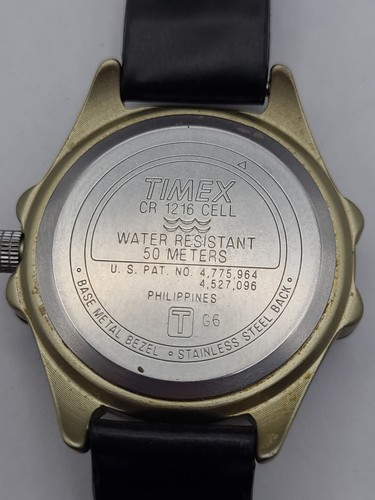 TIMEX
CR 1216 CELL
WATER RESISTANT
50 METERS
U.S. PAT. NO. 4,775,964
4,527,096
PHILIPPINES
T G6
• BASE METAL BEZEL • STAINLESS STEEL BACK •